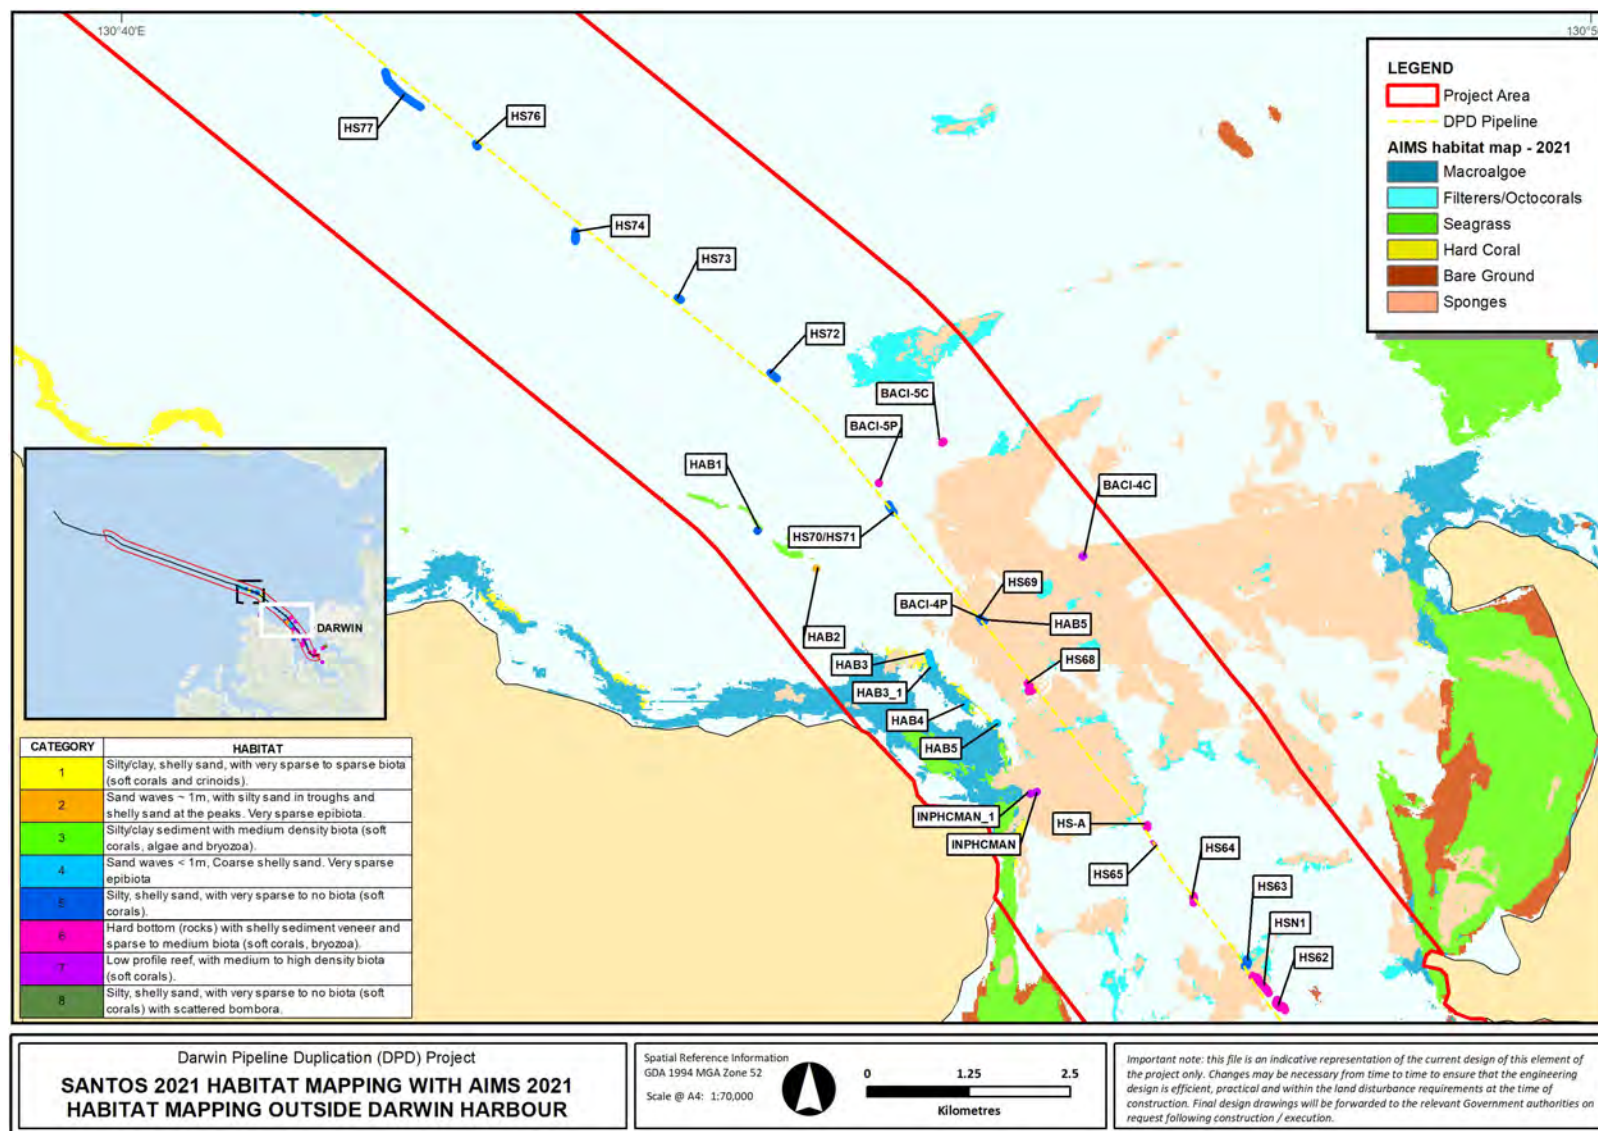 130°40'E
130°5
LEGEND
Project Area
DPD Pipeline
AIMS habitat map - 2021
Macroalgoe
Filterers/Octocorals
Seagrass
Hard Coral
Bare Ground
Sponges
HS77
HS76
HS74
HS73
HS72
BACI-5C
BACI-5P
HAB1
BACI-4C
HS70/HS71
HS69
BACI-4P
HAB5
HAB2
HAB3
HS68
HAB3_1
HAB4
HAB5
INPHCMAN_1
HS-A
INPHCMAN
HS64
HS65
HS63
HSN1
HS62
DARWIN
CATEGORY HABITAT
1 Silty/clay, shelly sand, with very sparse to sparse biota
(soft corals and crinoids).
2 Sand waves ~ 1m, with silty sand in troughs and
shelly sand at the peaks. Very sparse epibiota.
3 Silty/clay sediment with medium density biota (soft
corals, algae and bryozoa).
4 Sand waves < 1m, Coarse shelly sand. Very sparse
epibiota
5 Silty, shelly sand, with very sparse to no biota (soft
corals).
6 Hard bottom (rocks) with shelly sediment veneer and
sparse to medium biota (soft corals, bryozoa).
7 Low profile reef, with medium to high density biota
(soft corals).
8 Silty, shelly sand, with very sparse to no biota (soft
corals) with scattered bombora.
Darwin Pipeline Duplication (DPD) Project
SANTOS 2021 HABITAT MAPPING WITH AIMS 2021
HABITAT MAPPING OUTSIDE DARWIN HARBOUR
Spatial Reference Information
GDA 1994 MGA Zone 52
Scale @ A4: 1:70,000
0 1.25 2.5
Kilometres
Important note: this file is an indicative representation of the current design of this element of
the project only. Changes may be necessary from time to time to ensure that the engineering
design is efficient, practical and within the land disturbance requirements at the time of
construction. Final design drawings will be forwarded to the relevant Government authorities on
request following construction / execution.